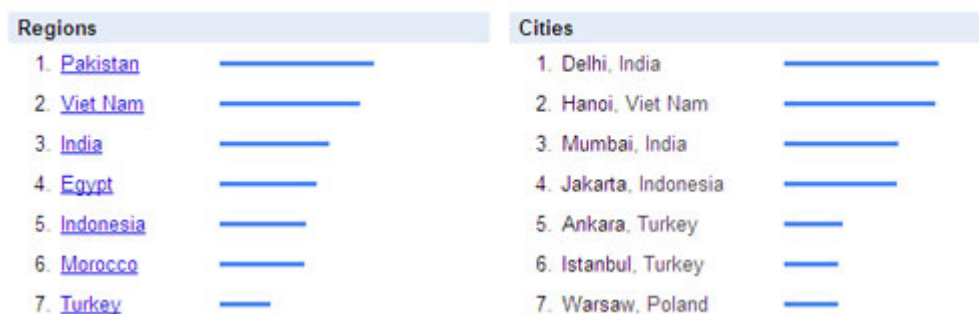 Regions
1. Pakistan
2. Viet Nam
3. India
4. Egypt
5. Indonesia
6. Morocco
7. Turkey
Cities
1. Delhi, India
2. Hanoi, Viet Nam
3. Mumbai, India
4. Jakarta, Indonesia
5. Ankara, Turkey
6. Istanbul, Turkey
7. Warsaw, Poland